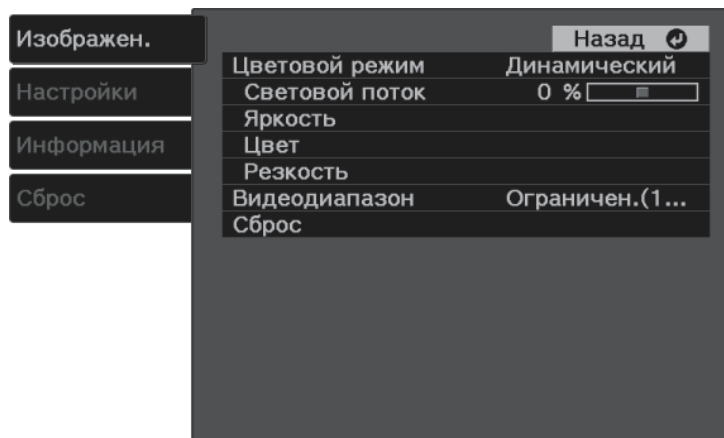 Изображен.
Настройки
Информация
Сброс
Назад
Цветовой режим Динамический
Световой поток 0 %
Яркость
Цвет
Резкость
Видеодиапазон Ограничен.(1...
Сброс